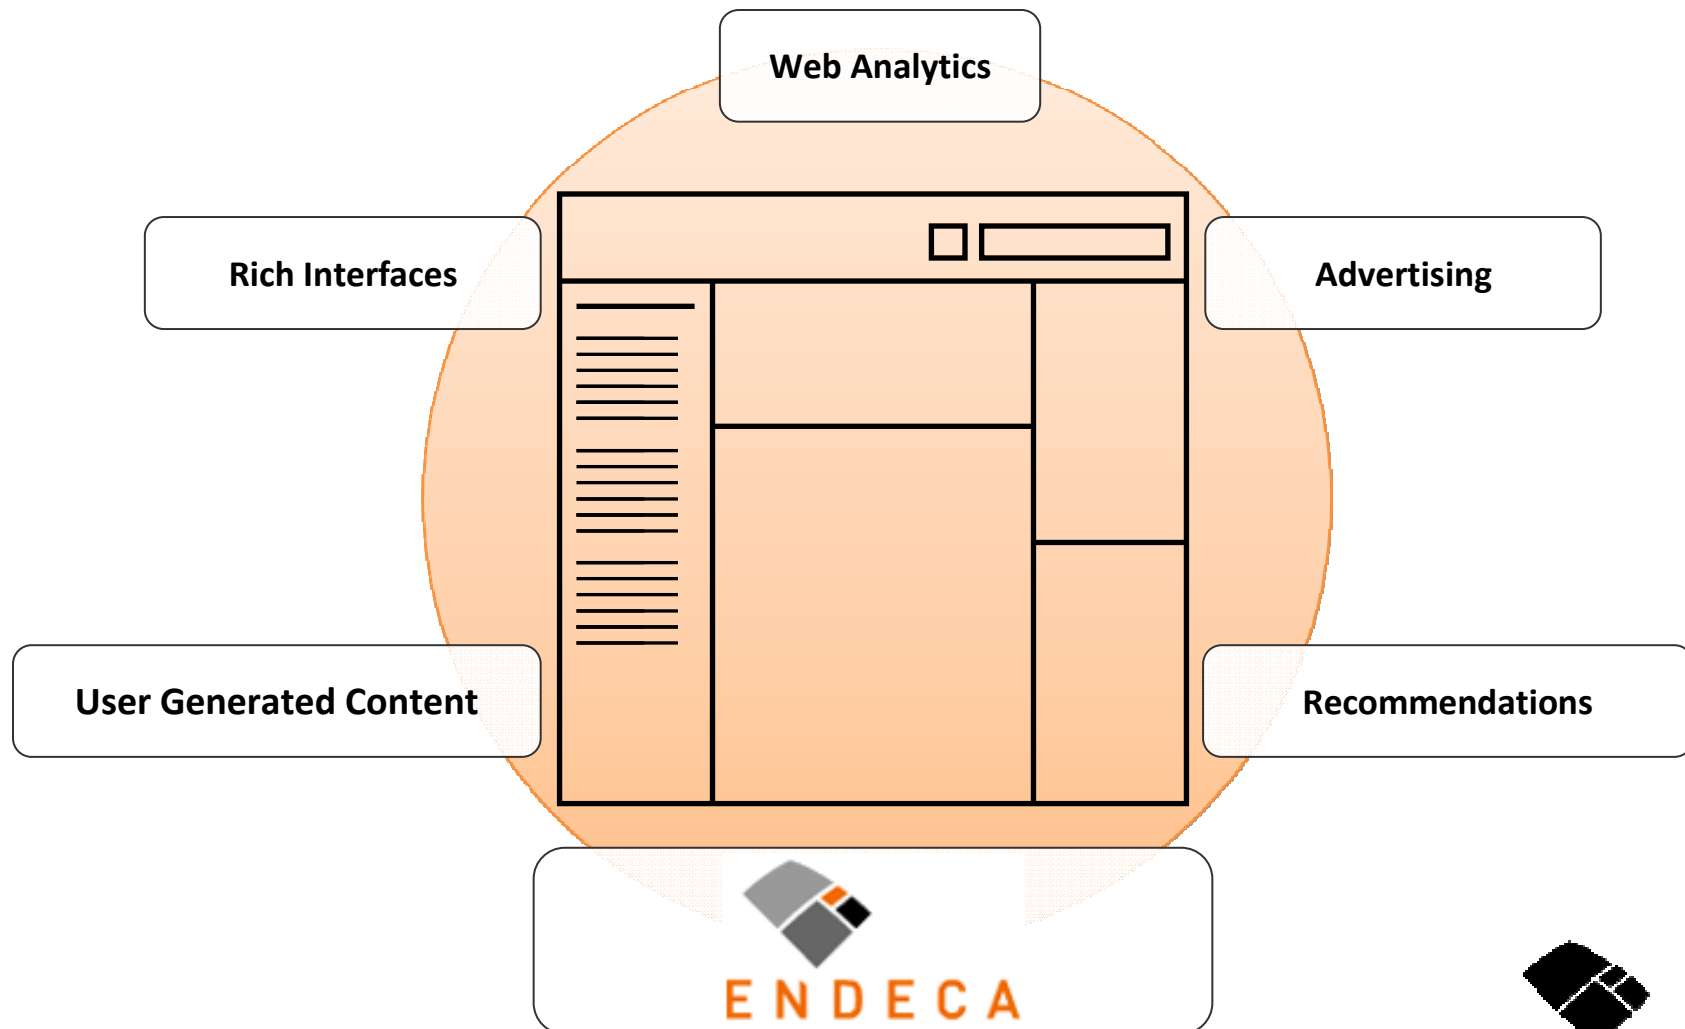 Web Analytics
Rich Interfaces
Advertising
User Generated Content
Recommendations
ENDECA